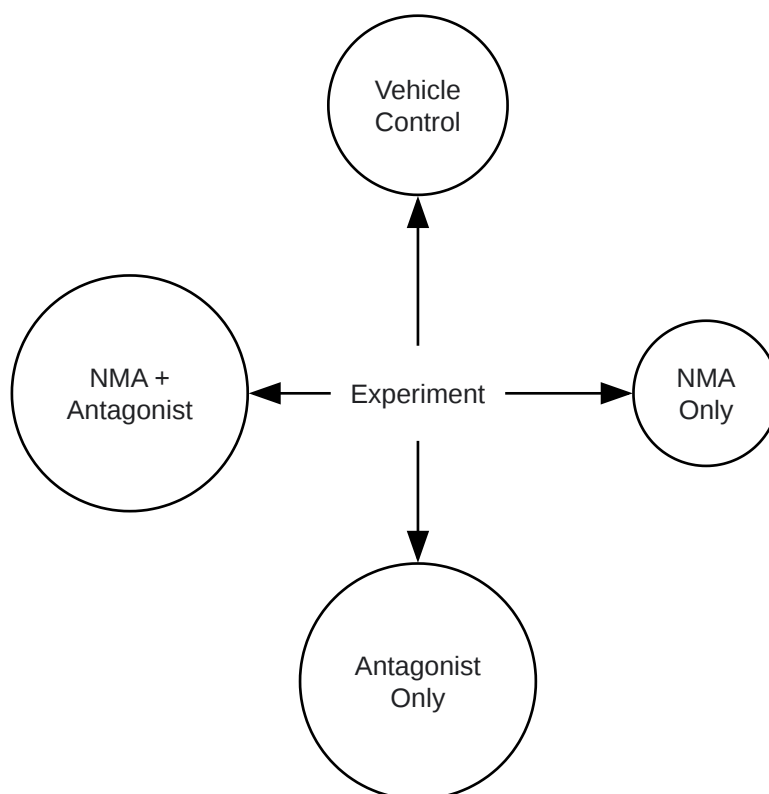 Vehicle
Control
NMA +
Antagonist
Experiment
NMA
Only
Antagonist
Only